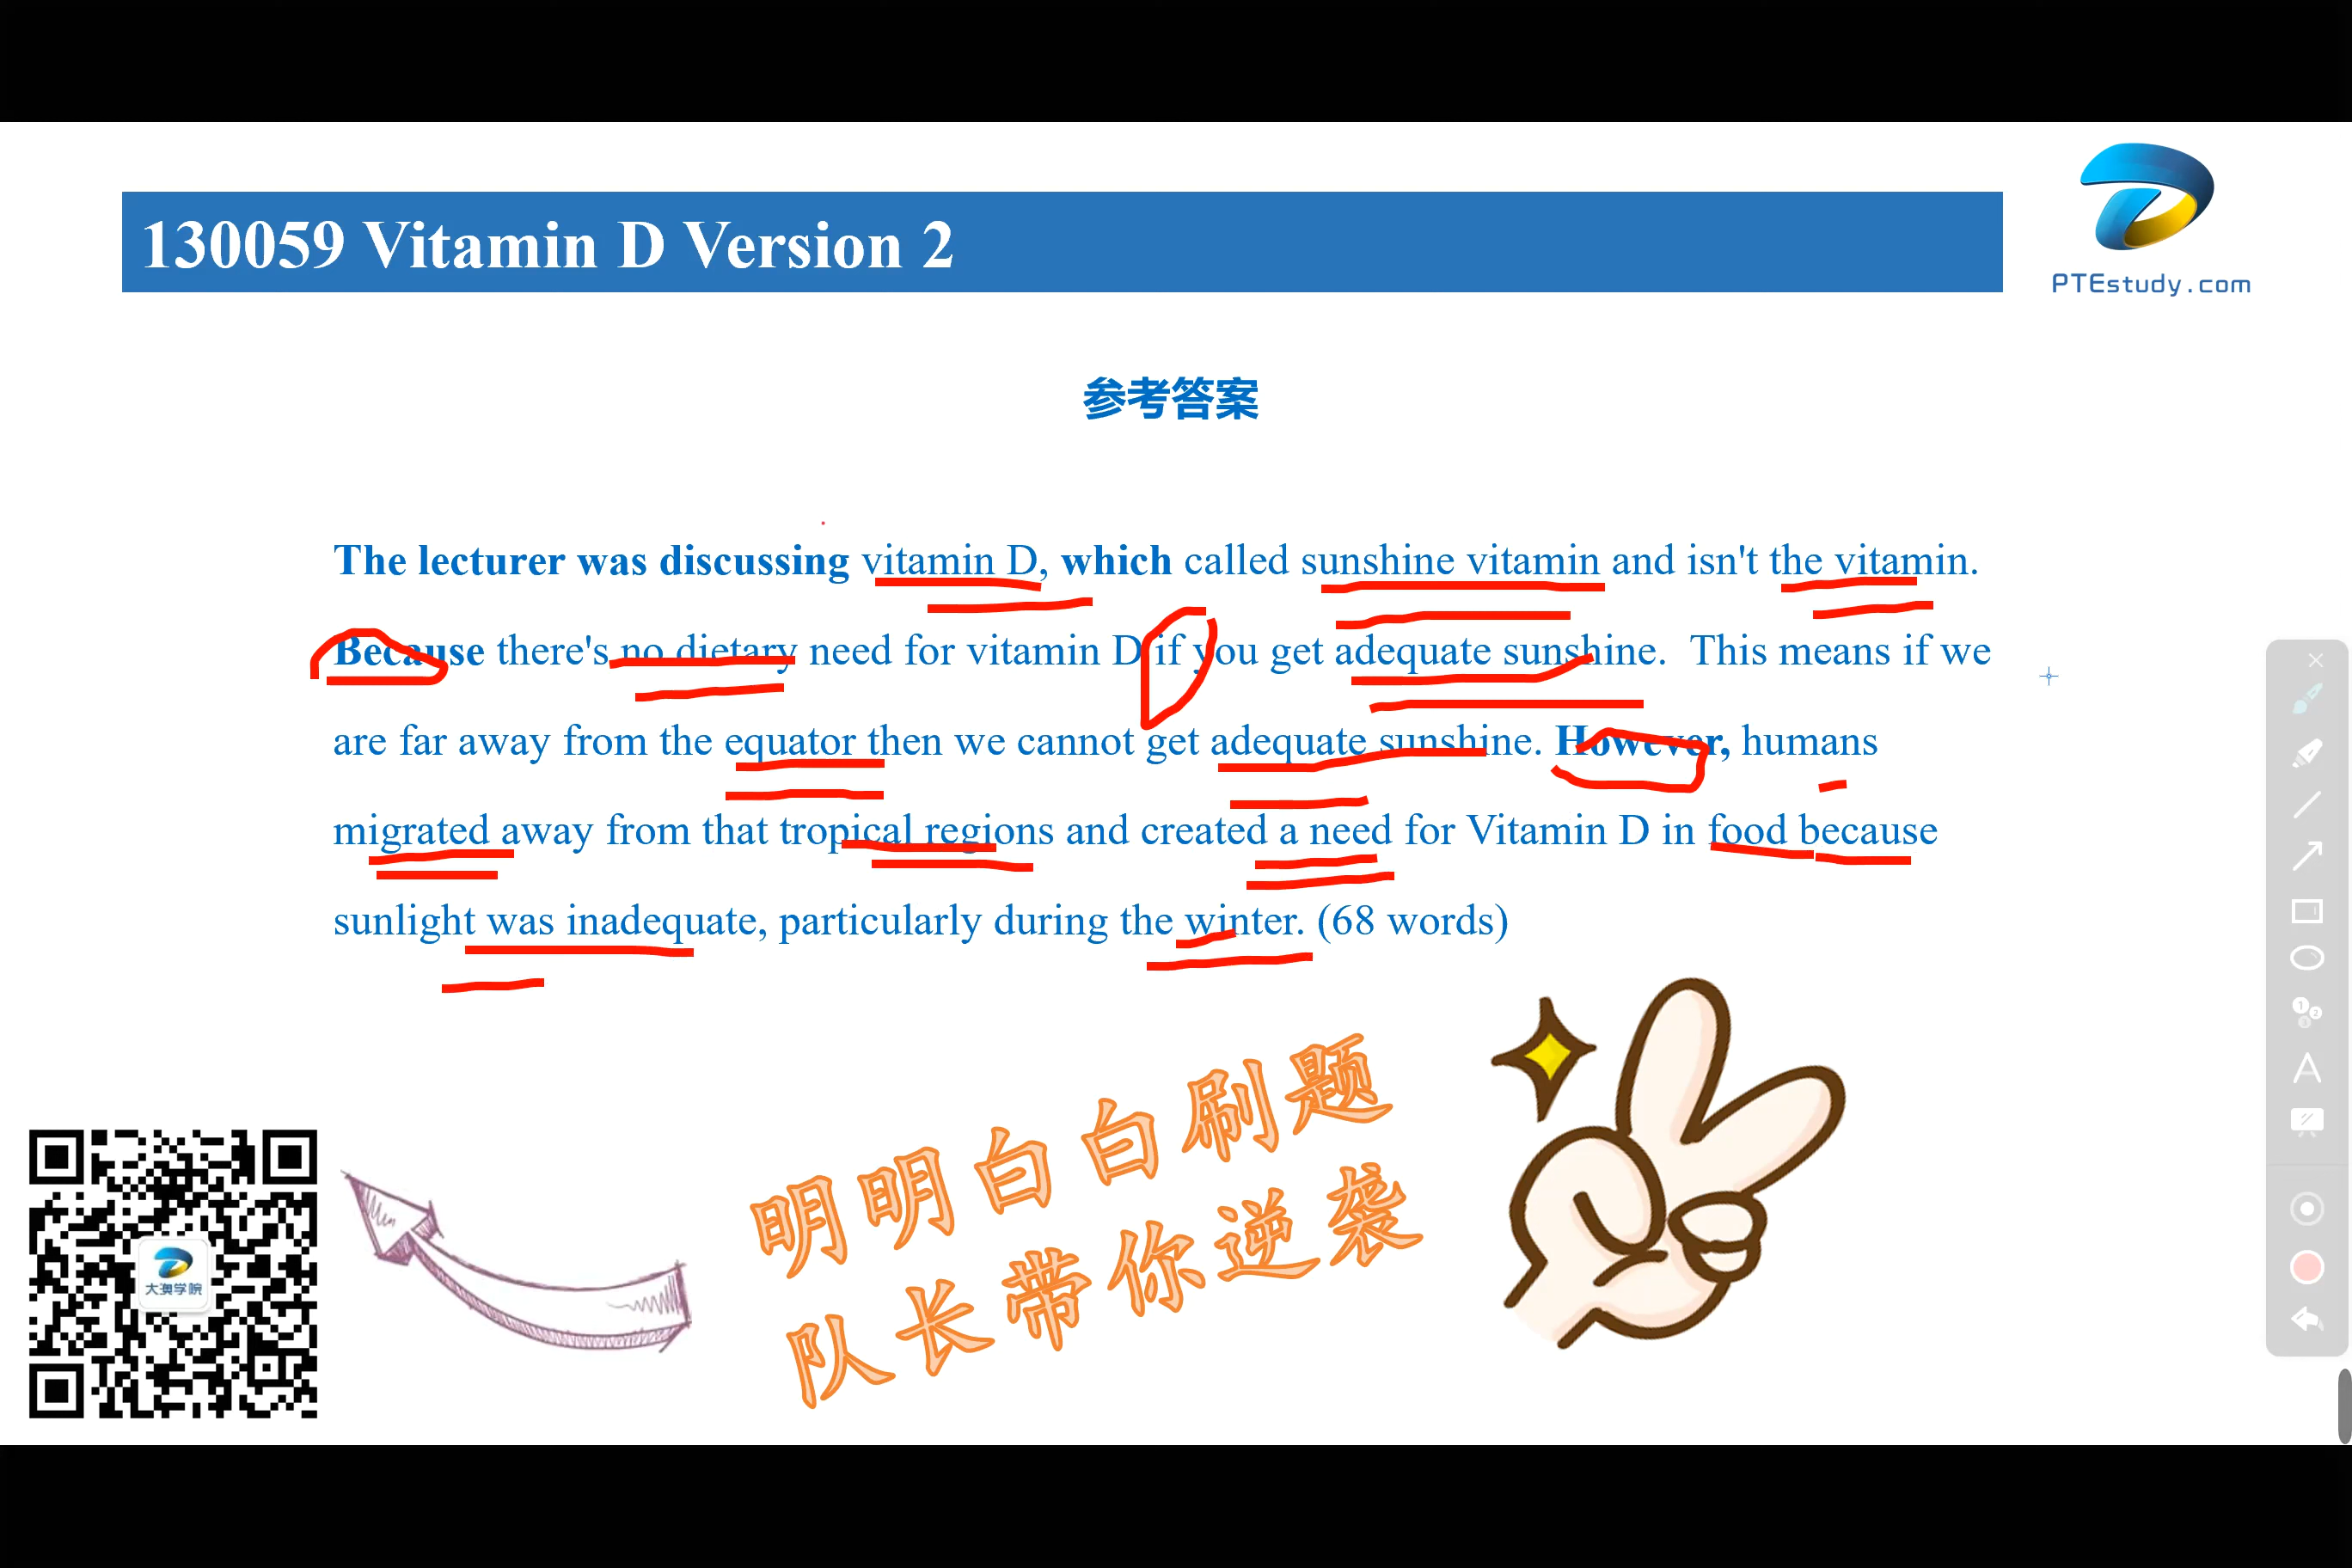 130059 Vitamin D Version 2
PTEstudy.com
参考答案
The lecturer was discussing vitamin D, which called sunshine vitamin and isn't the vitamin.
Because there's no dietary need for vitamin D if you get adequate sunshine. This means if we
are far away from the equator then we cannot get adequate sunshine. However, humans
migrated away from that tropical regions and created a need for Vitamin D in food because
sunlight was inadequate, particularly during the winter. (68 words)
明明白白刷题
队长带你逆袭
大澳学院